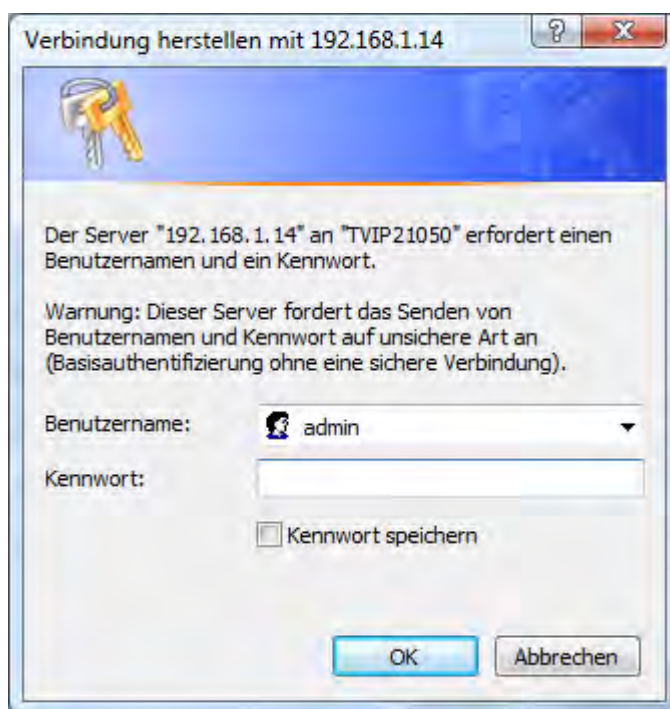 Verbindung herstellen mit 192.168.1.14
Der Server "192.168.1.14" an "TVIP21050" erfordert einen
Benutzernamen und ein Kennwort.
Warnung: Dieser Server fordert das Senden von
Benutzernamen und Kennwort auf unsichere Art an
(Basisauthentifizierung ohne eine sichere Verbindung).
Benutzername:
admin
Kennwort:
Kennwort speichern
OK
Abbrechen